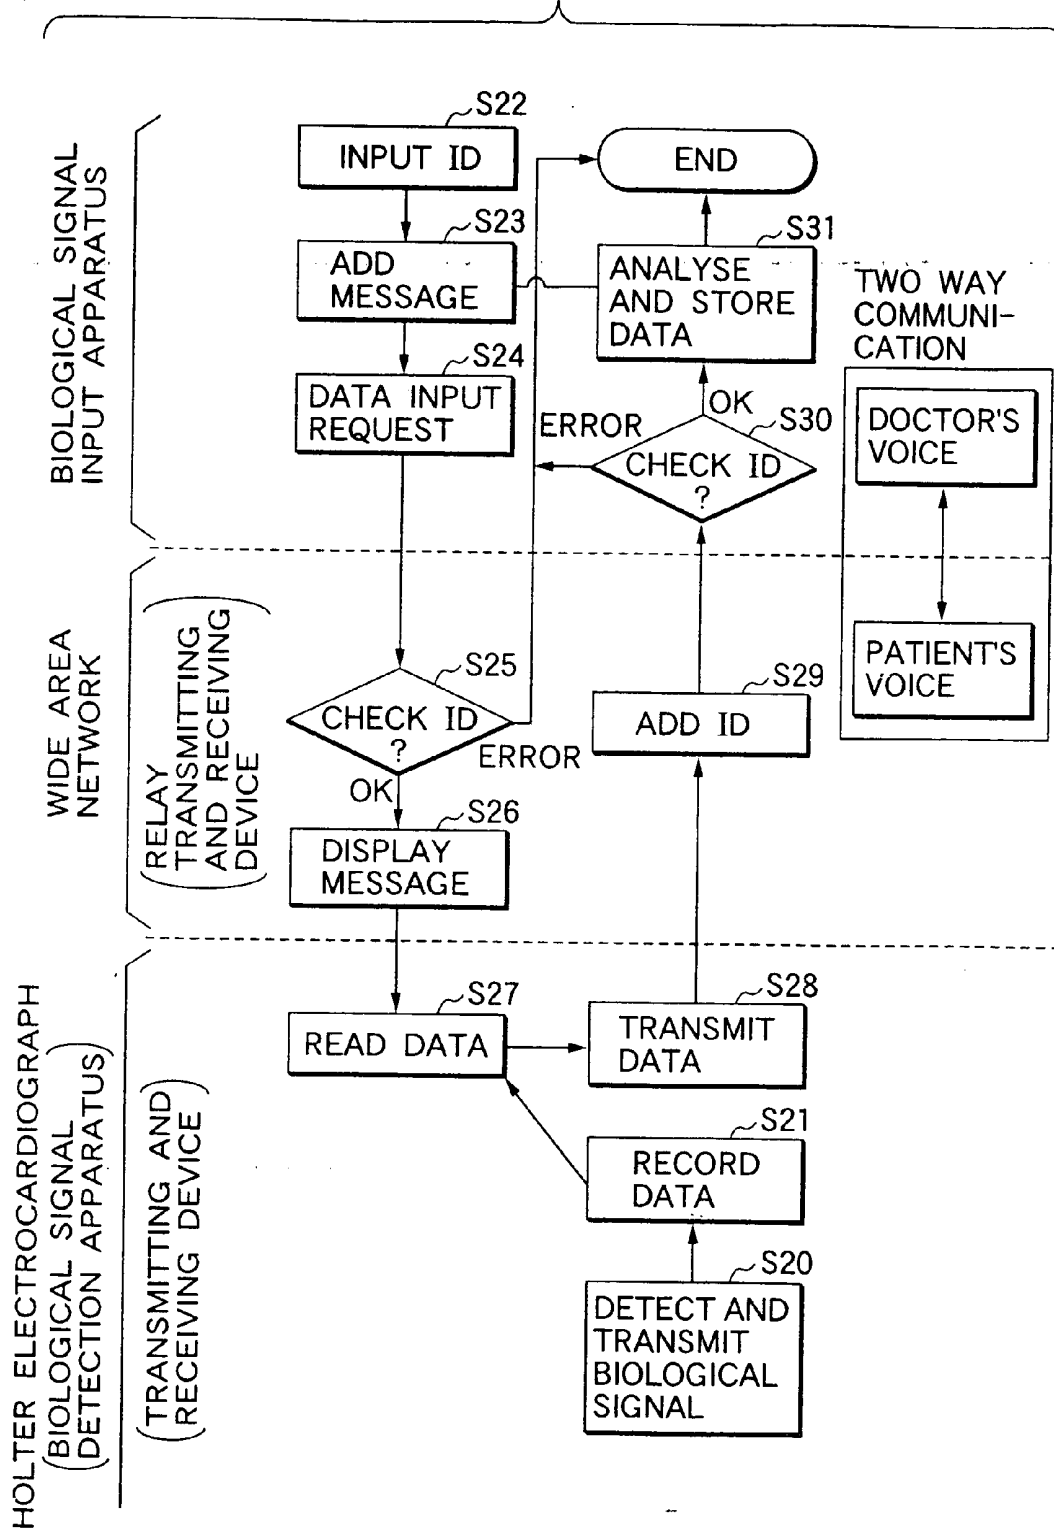 BIOLOGICAL SIGNAL
INPUT APPARATUS
S22
INPUT ID
END
S23
ADD
MESSAGE
S31
ANALYSE
AND STORE
DATA
S24
DATA INPUT
REQUEST
OK
S30
ERROR
CHECK ID
?
TWO WAY
COMMUNI-
CATION
DOCTOR'S
VOICE
PATIENT'S
VOICE
WIDE AREA
NETWORK
(RELAY
TRANSMITTING
AND RECEIVING
DEVICE)
S25
CHECK ID
?
ERROR
OK
S29
ADD ID
S26
DISPLAY
MESSAGE
HOLTER ELECTROCARDIOGRAPH
(BIOLOGICAL SIGNAL
DETECTION APPARATUS)
(TRANSMITTING AND
RECEIVING DEVICE)
S27
READ DATA
S28
TRANSMIT
DATA
S21
RECORD
DATA
S20
DETECT AND
TRANSMIT
BIOLOGICAL
SIGNAL